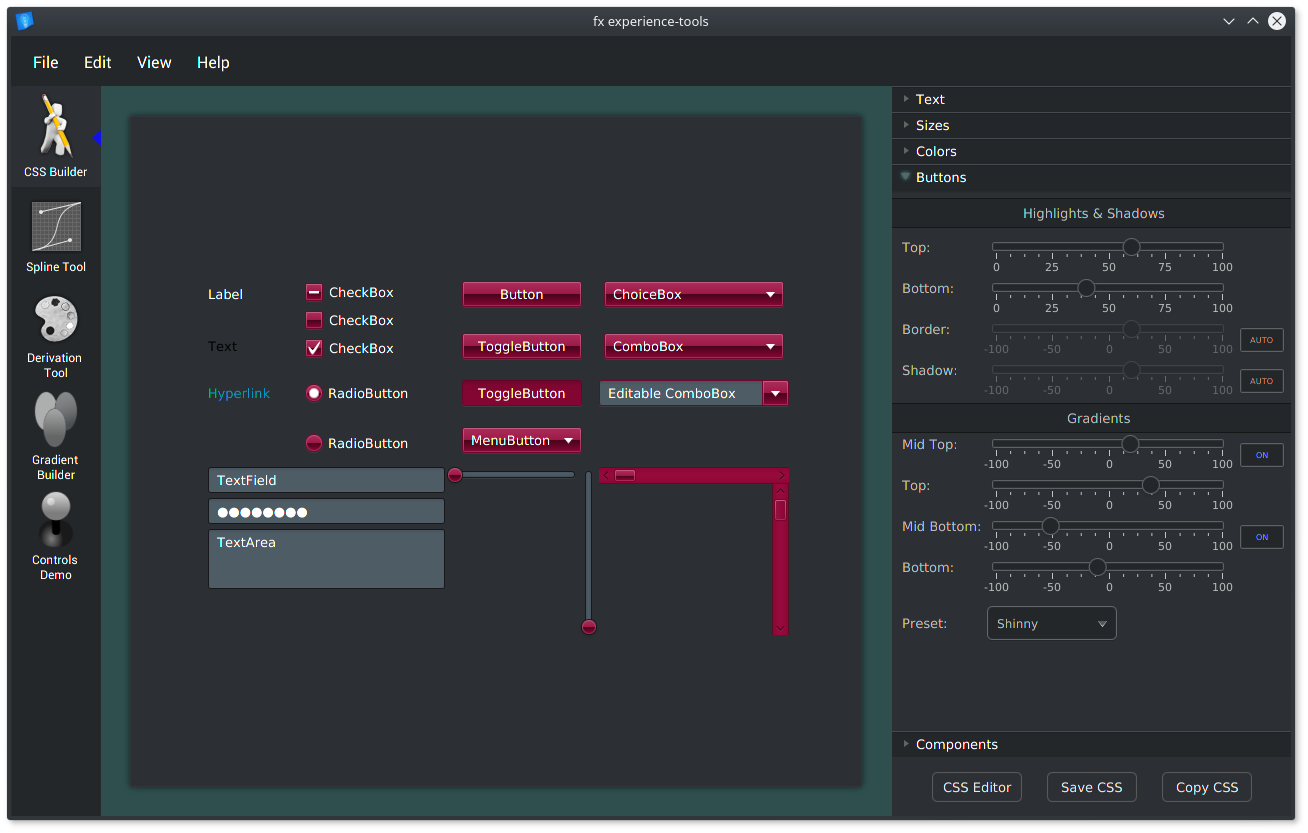 fx experience-tools
File Edit View Help
CSS Builder
Spline Tool
Derivation
Tool
Gradient
Builder
Controls
Demo
Label
CheckBox
Button
ChoiceBox
CheckBox
Text
CheckBox
ToggleButton
ComboBox
Hyperlink
RadioButton
ToggleButton
Editable ComboBox
RadioButton
MenuButton
TextField
TextArea
Text
Sizes
Colors
Buttons
Highlights & Shadows
Top:
0 25 50 75 100
Bottom:
0 25 50 75 100
Border:
-100 -50 0 50 100
AUTO
Shadow:
-100 -50 0 50 100
AUTO
Gradients
Mid Top:
-100 -50 0 50 100
ON
Top:
-100 -50 0 50 100
Mid Bottom:
-100 -50 0 50 100
ON
Bottom:
-100 -50 0 50 100
Preset:
Shinny
Components
CSS Editor
Save CSS
Copy CSS